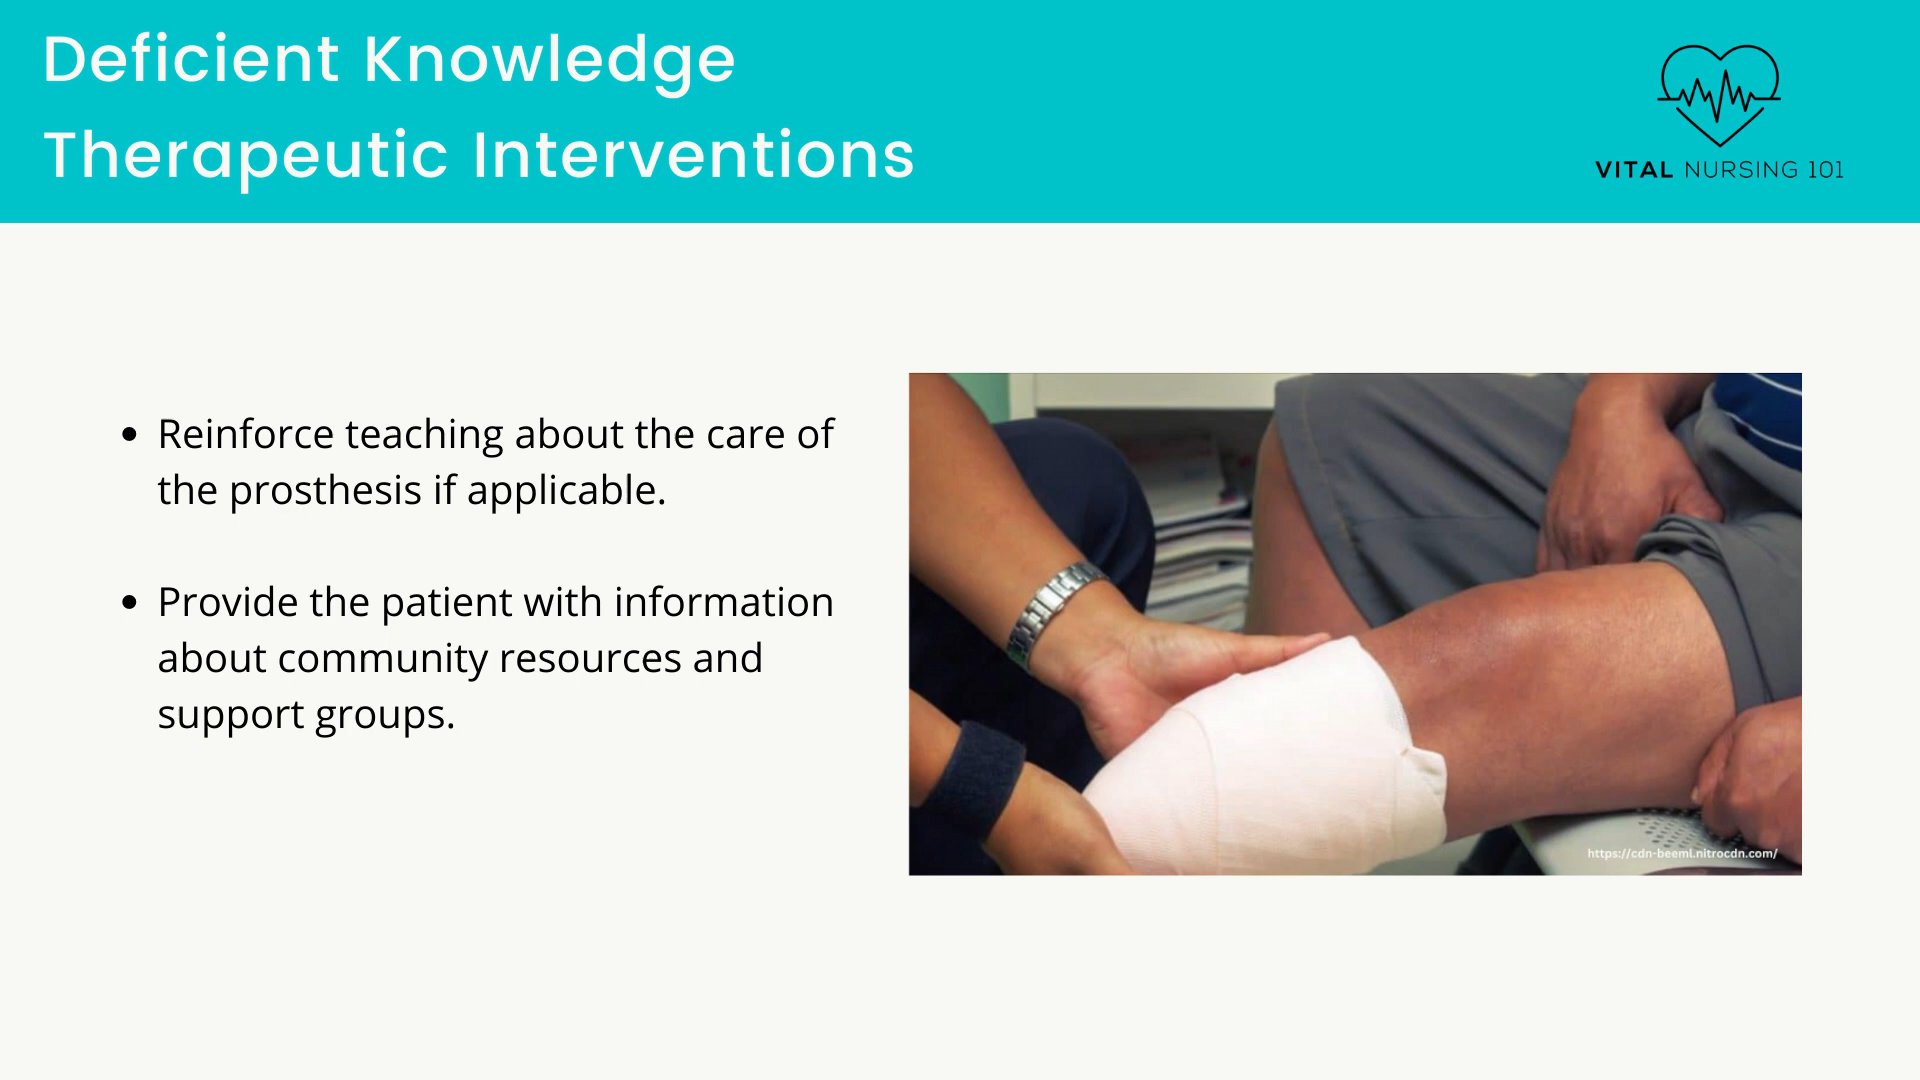 Deficient Knowledge
Therapeutic Interventions
VITAL NURSING 101
• Reinforce teaching about the care of
the prosthesis if applicable.
• Provide the patient with information
about community resources and
support groups.
https://cdn-beeml.nitrocdn.com/